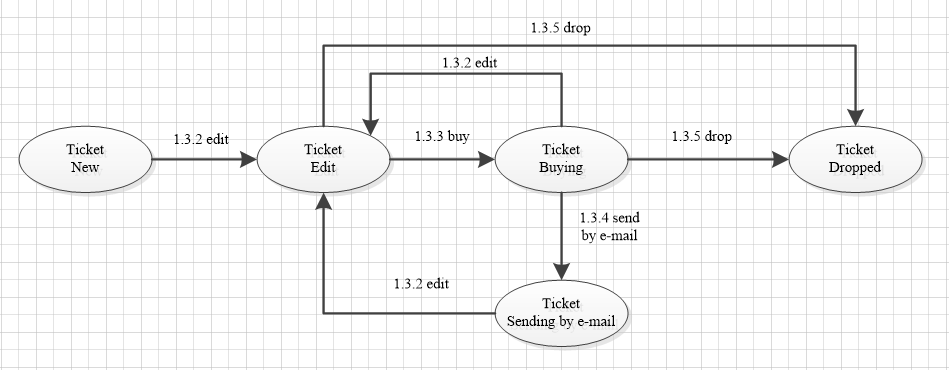 1.3.5 drop
1.3.2 edit
Ticket
New
1.3.2 edit
Ticket
Edit
1.3.3 buy
Ticket
Buying
1.3.5 drop
Ticket
Dropped
1.3.4 send
by e-mail
1.3.2 edit
Ticket
Sending by e-mail